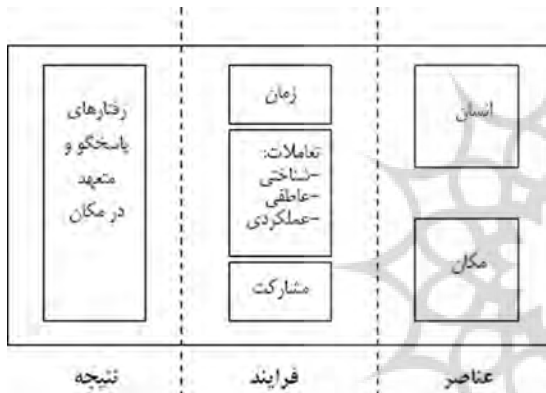 انسان
مکان
زمان
تعاملات:
-شناختی
-عاطفی
-عملکردی
مشارکت
رفتارهای
پاسخگو و
متعهد
در مکان
عناصر
فرایند
نتیجه